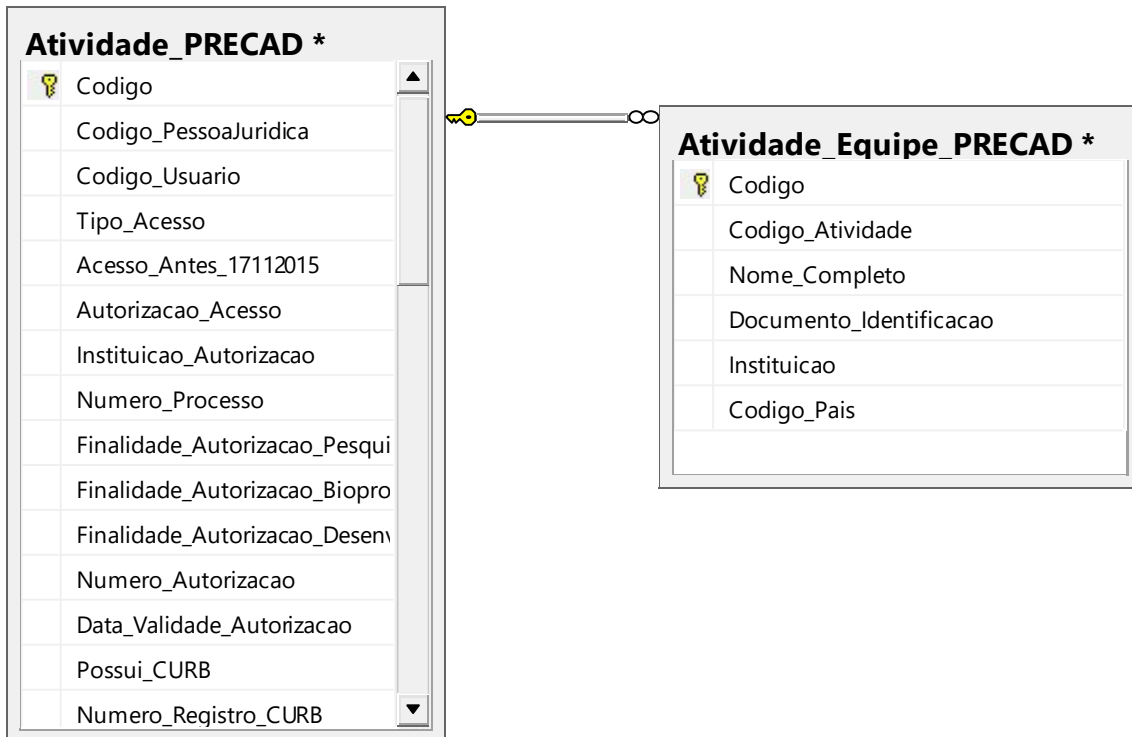 Atividade_PRECAD *
Codigo
Codigo_PessoaJuridica
Codigo_Usuario
Tipo_Acesso
Acesso_Antes_17112015
Autorizacao_Acesso
Instituicao_Autorizacao
Numero_Processo
Finalidade_Autorizacao_Pesqui
Finalidade_Autorizacao_Biopro
Finalidade_Autorizacao_Desenv
Numero_Autorizacao
Data_Validade_Autorizacao
Possui_CURB
Numero_Registro_CURB
Atividade_Equipe_PRECAD *
Codigo
Codigo_Atividade
Nome_Completo
Documento_Identificacao
Instituicao
Codigo_Pais